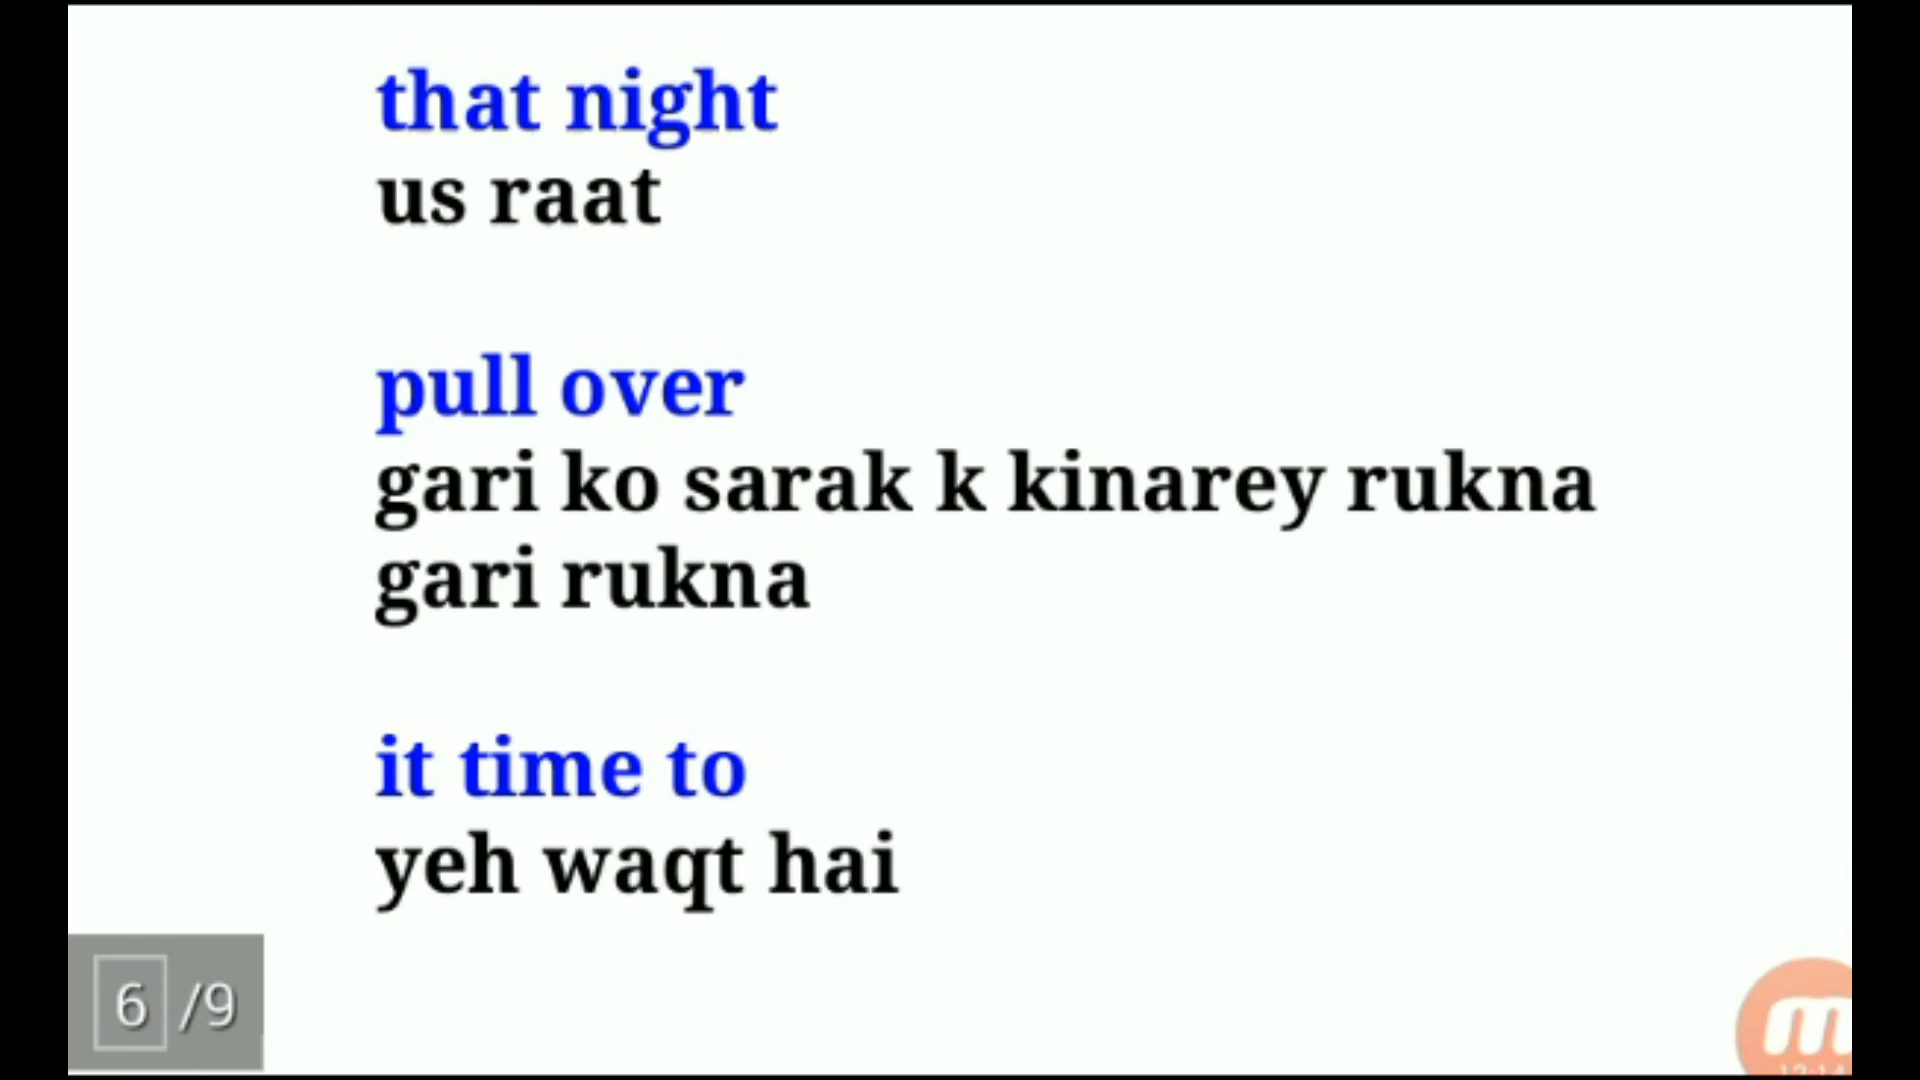 that night
us raat
pull over
gari ko sarak k kinarey rukna
gari rukna
it time to
yeh waqt hai
6 /9
m